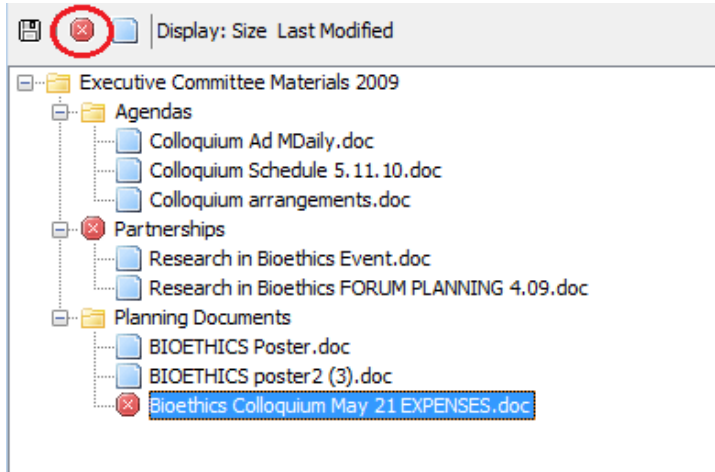 Display: Size Last Modified
Executive Committee Materials 2009
Agendas
Colloquium Ad MDaily.doc
Colloquium Schedule 5.11.10.doc
Colloquium arrangements.doc
Partnerships
Research in Bioethics Event.doc
Research in Bioethics FORUM PLANNING 4.09.doc
Planning Documents
BIOETHICS Poster.doc
BIOETHICS poster2 (3).doc
Bioethics Colloquium May 21 EXPENSES.doc